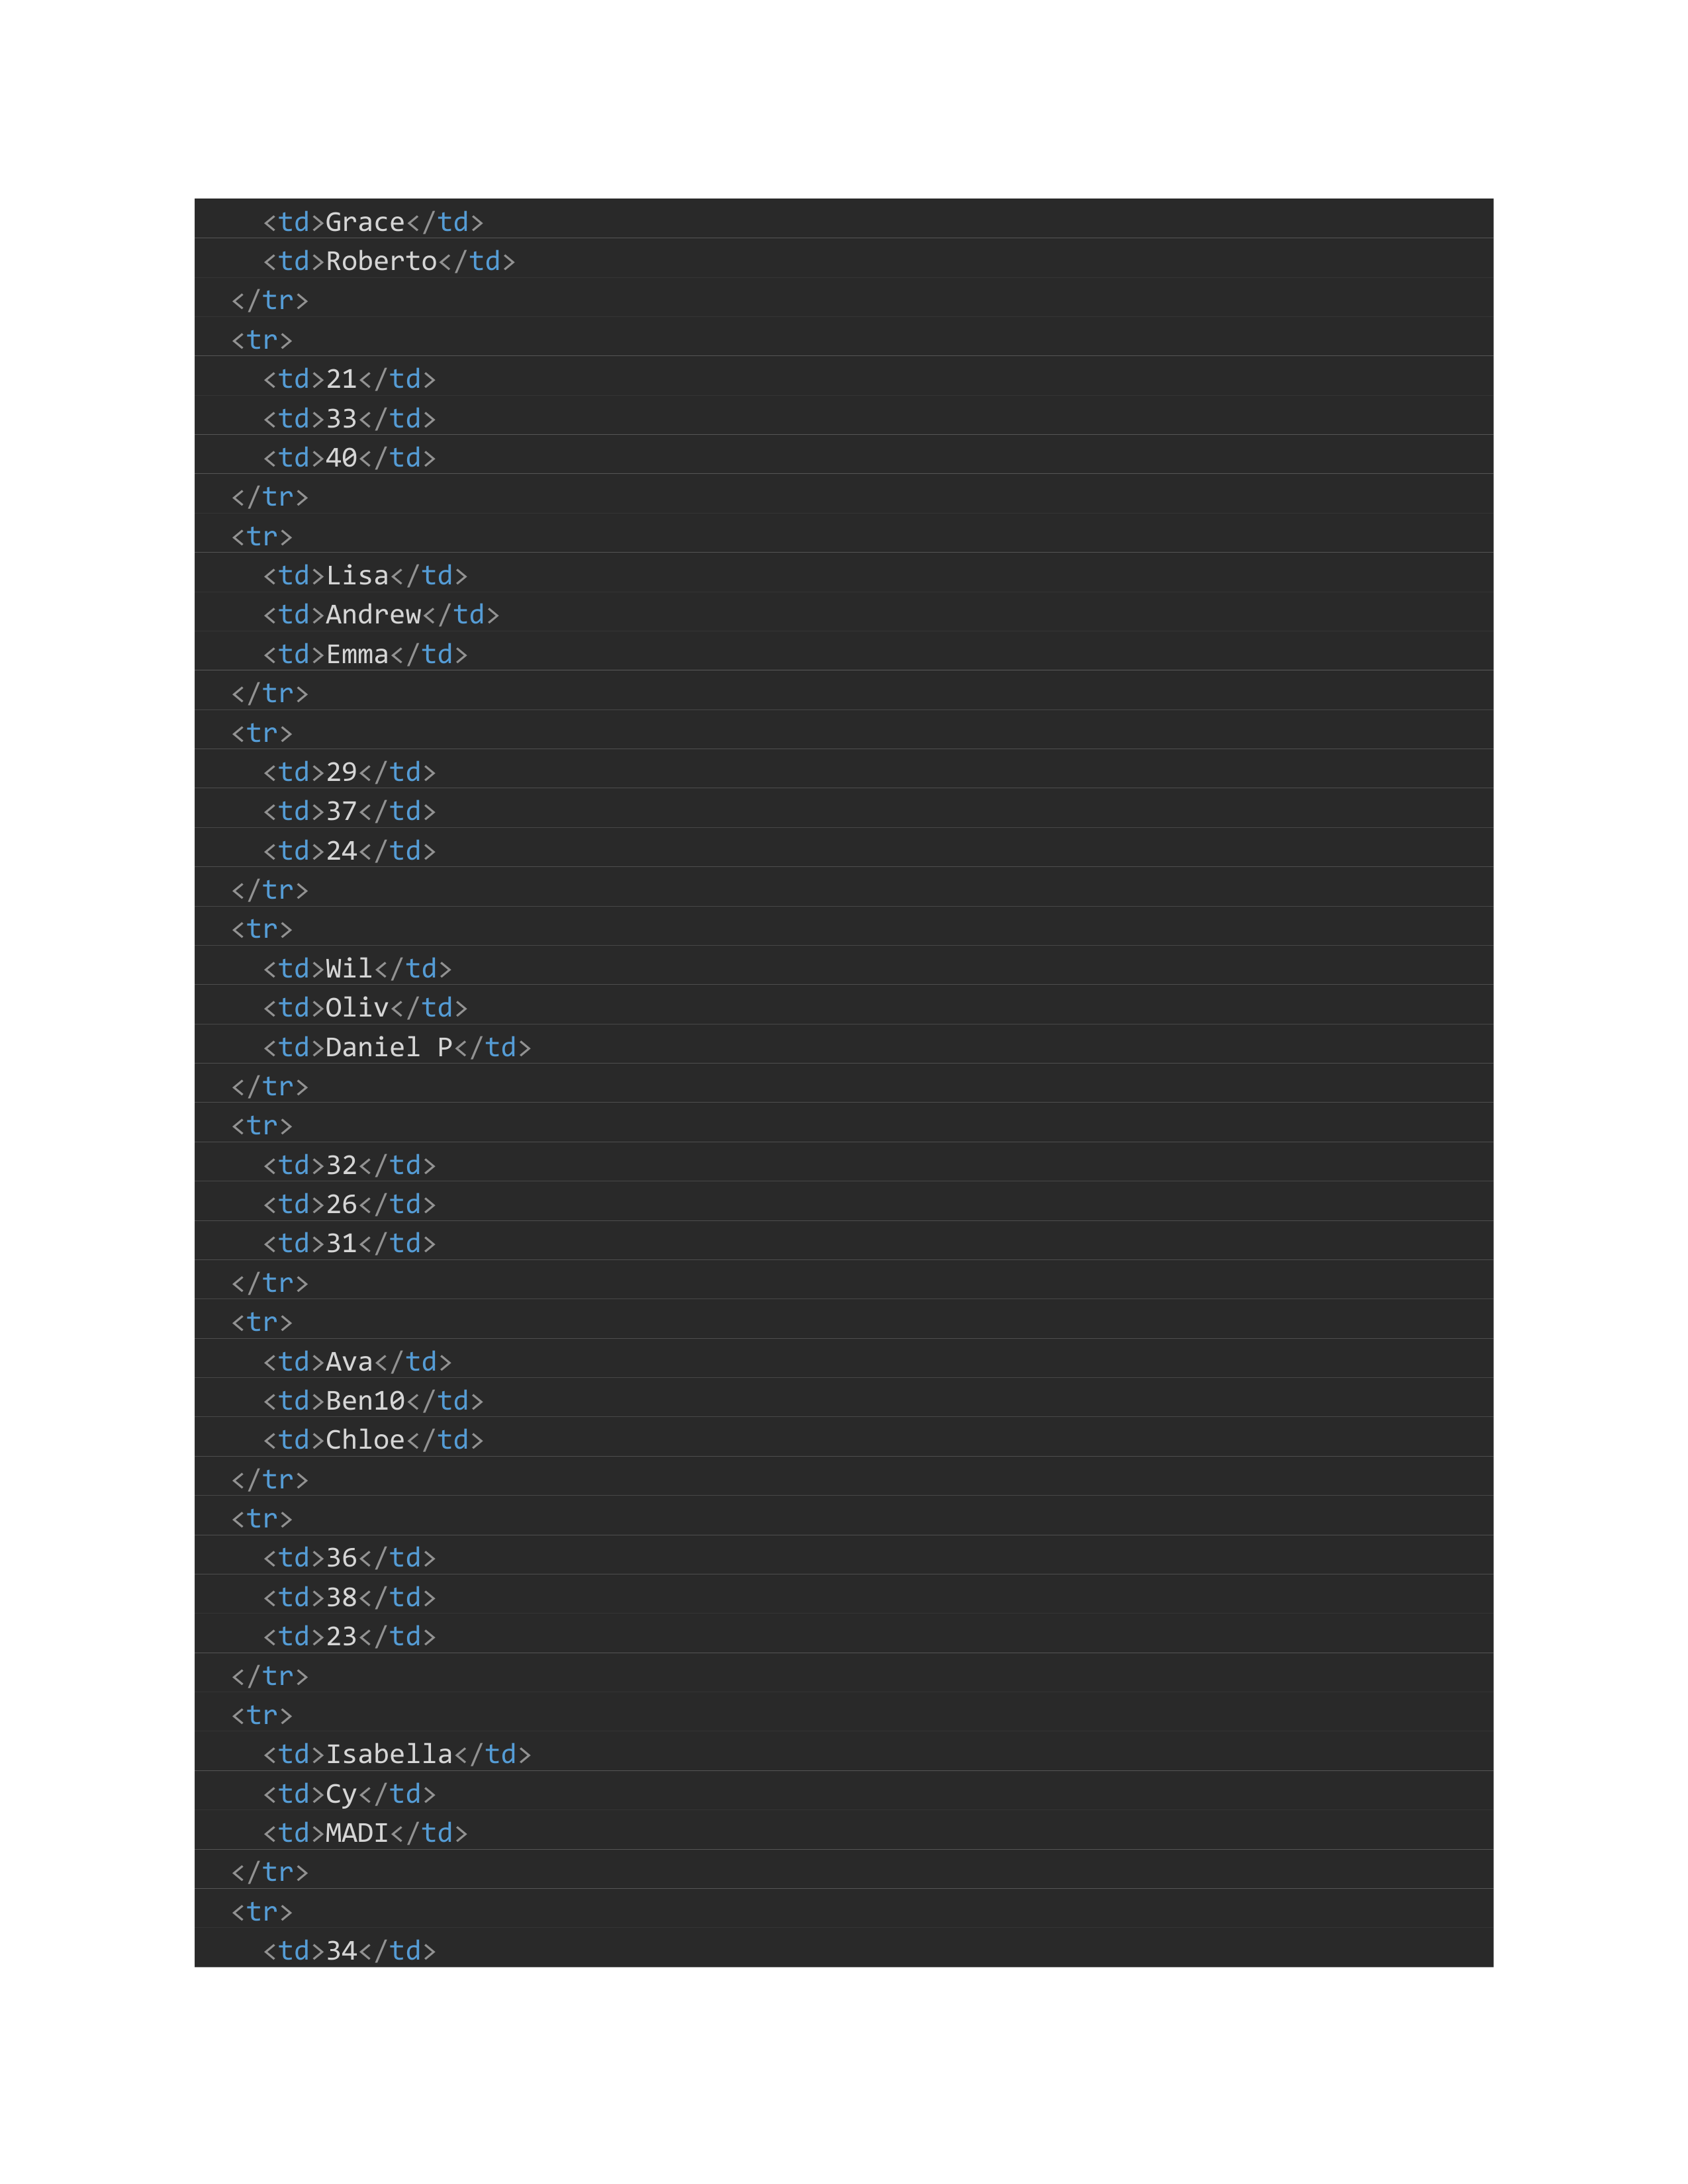 <td>Grace</td>
<td>Roberto</td>
</tr>
<tr>
<td>21</td>
<td>33</td>
<td>40</td>
</tr>
<tr>
<td>Lisa</td>
<td>Andrew</td>
<td>Emma</td>
</tr>
<tr>
<td>29</td>
<td>37</td>
<td>24</td>
</tr>
<tr>
<td>Wil</td>
<td>Oliv</td>
<td>Daniel P</td>
</tr>
<tr>
<td>32</td>
<td>26</td>
<td>31</td>
</tr>
<tr>
<td>Ava</td>
<td>Ben10</td>
<td>Chloe</td>
</tr>
<tr>
<td>36</td>
<td>38</td>
<td>23</td>
</tr>
<tr>
<td>Isabella</td>
<td>Cy</td>
<td>MADI</td>
</tr>
<tr>
<td>34</td>